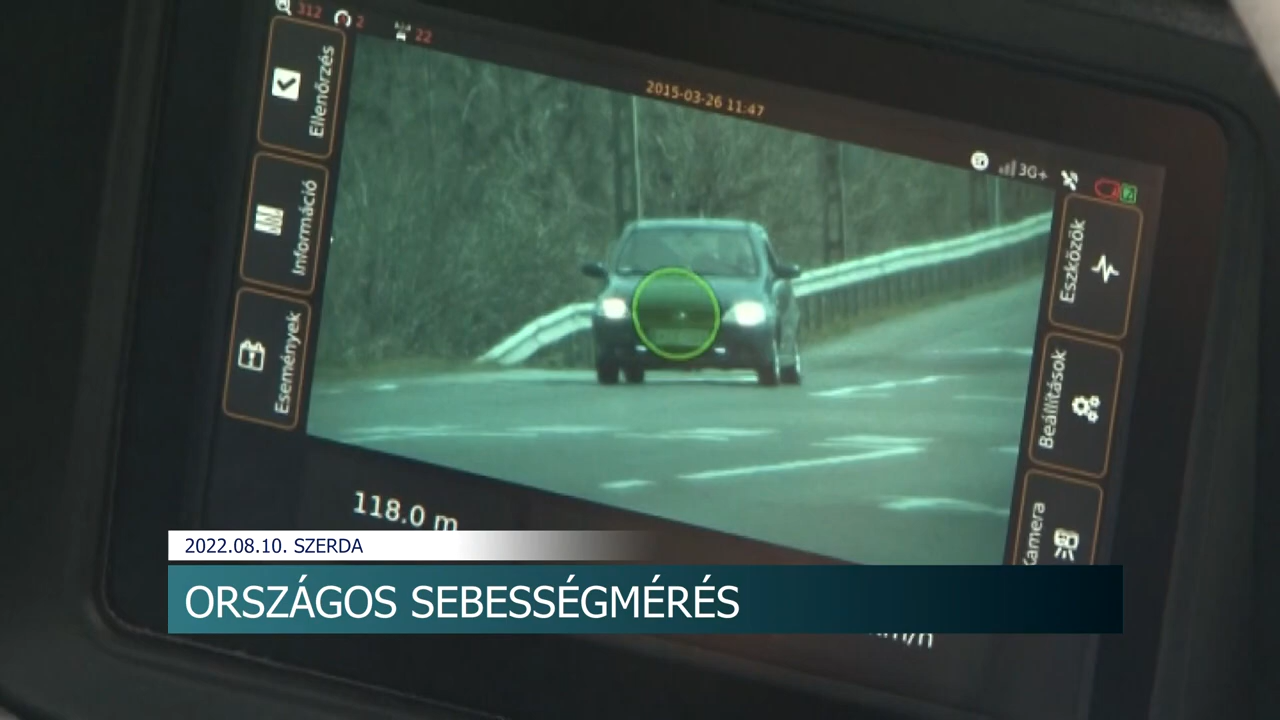 312 2 22
2015-03-26 11:47
3G+
Ellenőrzés
Információ
Események
Eszközök
Beállítások
Kamera
118.0 m
km/h
2022.08.10. SZERDA
ORSZÁGOS SEBESSÉGMÉRÉS